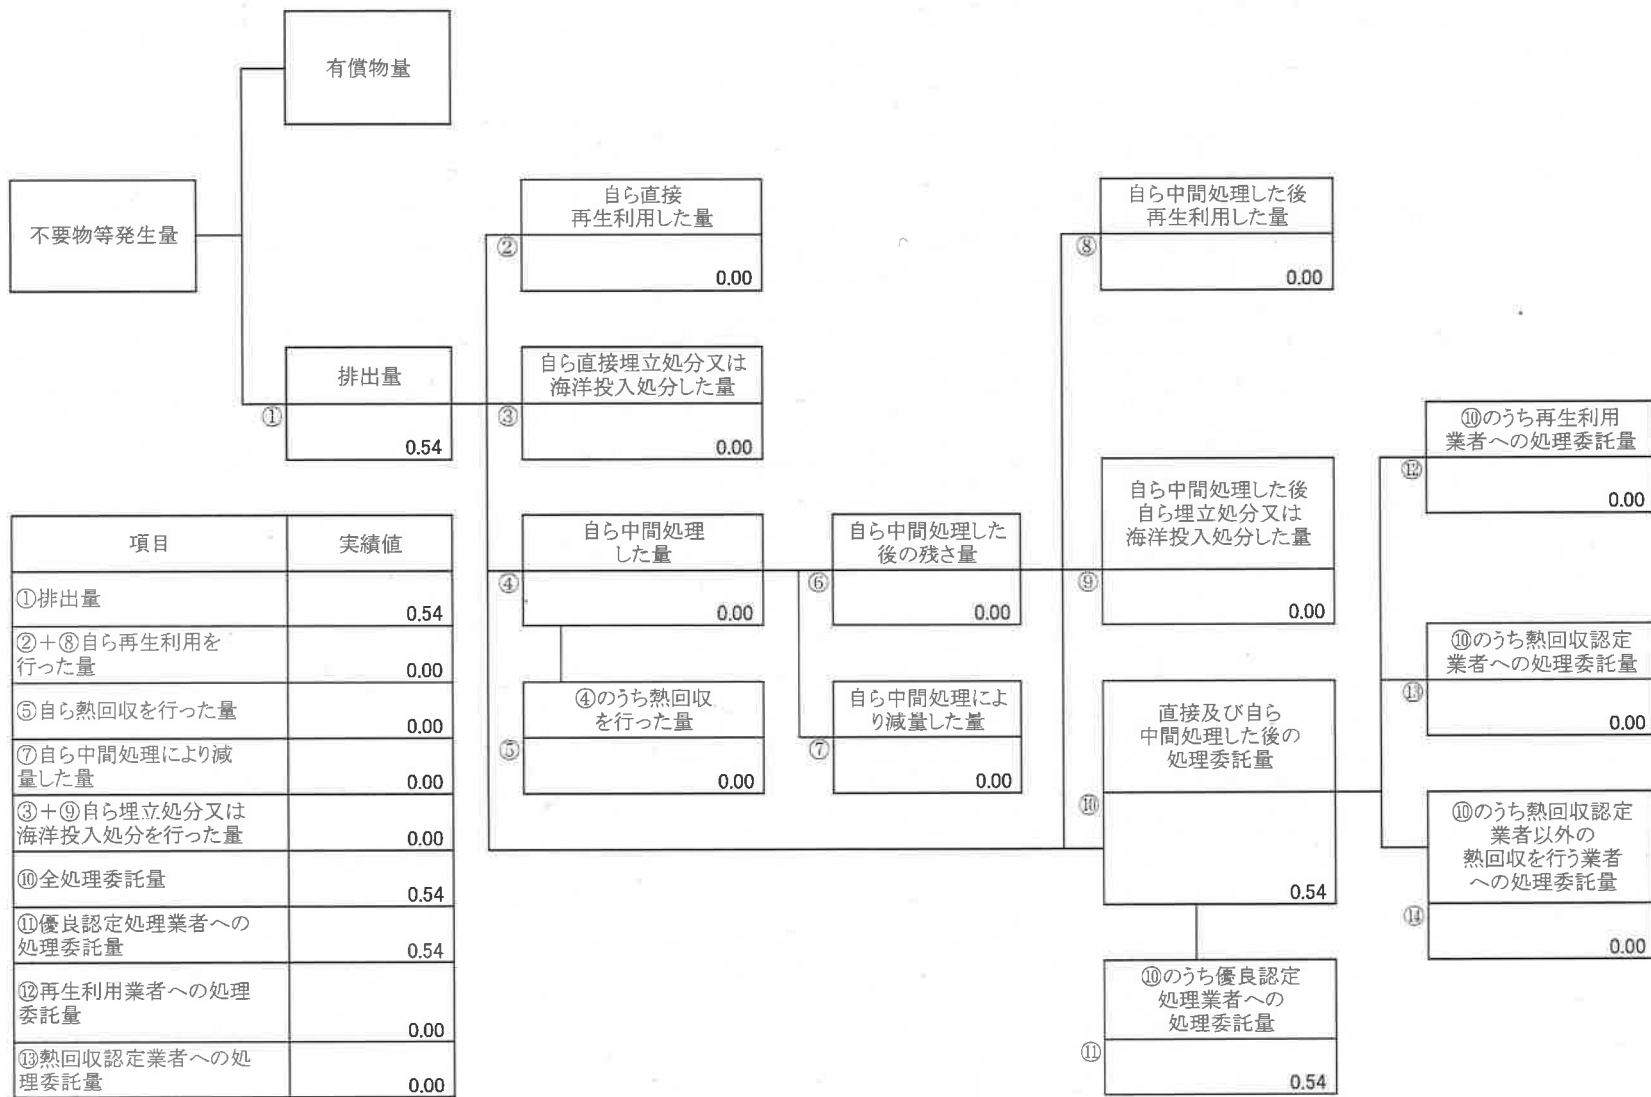 有償物量
不要物等発生量
排出量
①
0.54
自ら直接
再生利用した量
②
0.00
自ら直接埋立処分又は
海洋投入処分した量
③
0.00
自ら中間処理
した量
④
0.00
④のうち熱回収
を行った量
⑤
0.00
自ら中間処理した
後の残さ量
⑥
0.00
自ら中間処理によ
り減量した量
⑦
0.00
自ら中間処理した後
再生利用した量
⑧
0.00
自ら中間処理した後
自ら埋立処分又は
海洋投入処分した量
⑨
0.00
直接及び自ら
中間処理した後の
処理委託量
⑩
0.54
⑩のうち優良認定
処理業者への
処理委託量
⑪
0.54
⑩のうち再生利用
業者への処理委託量
⑫
0.00
⑩のうち熱回収認定
業者への処理委託量
⑬
0.00
⑩のうち熱回収認定
業者以外の
熱回収を行う業者
への処理委託量
⑭
0.00
項目 実績値
①排出量 0.54
②+⑧自ら再生利用を
行った量 0.00
⑤自ら熱回収を行った量 0.00
⑦自ら中間処理により減
量した量 0.00
③+⑨自ら埋立処分又は
海洋投入処分を行った量 0.00
⑩全処理委託量 0.54
⑪優良認定処理業者への
処理委託量 0.54
⑫再生利用業者への処理
委託量 0.00
⑬熱回収認定業者への処
理委託量 0.00